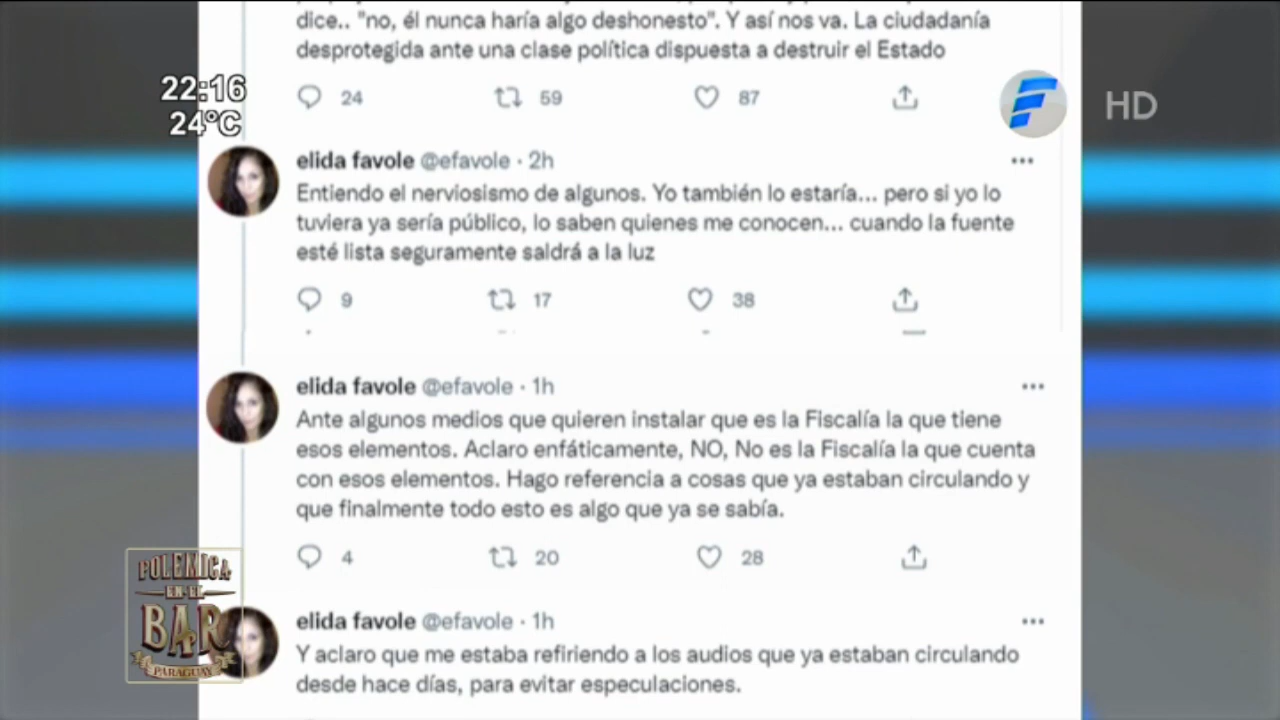 dice.. "no, él nunca haría algo deshonesto". Y así nos va. La ciudadanía
desprotegida ante una clase política dispuesta a destruir el Estado
22:16
24°C
24 59 87
HD
elida favole @efavole · 2h
Entiendo el nerviosismo de algunos. Yo también lo estaría... pero si yo lo
tuviera ya sería público, lo saben quienes me conocen... cuando la fuente
esté lista seguramente saldrá a la luz
9 17 38
elida favole @efavole · 1h
Ante algunos medios que quieren instalar que es la Fiscalía la que tiene
esos elementos. Aclaro enfáticamente, NO, No es la Fiscalía la que cuenta
con esos elementos. Hago referencia a cosas que ya estaban circulando y
que finalmente todo esto es algo que ya se sabía.
4 20 28
POLEMICA
EN EL
BAR
PARAGUAY
elida favole @efavole · 1h
Y aclaro que me estaba refiriendo a los audios que ya estaban circulando
desde hace días, para evitar especulaciones.